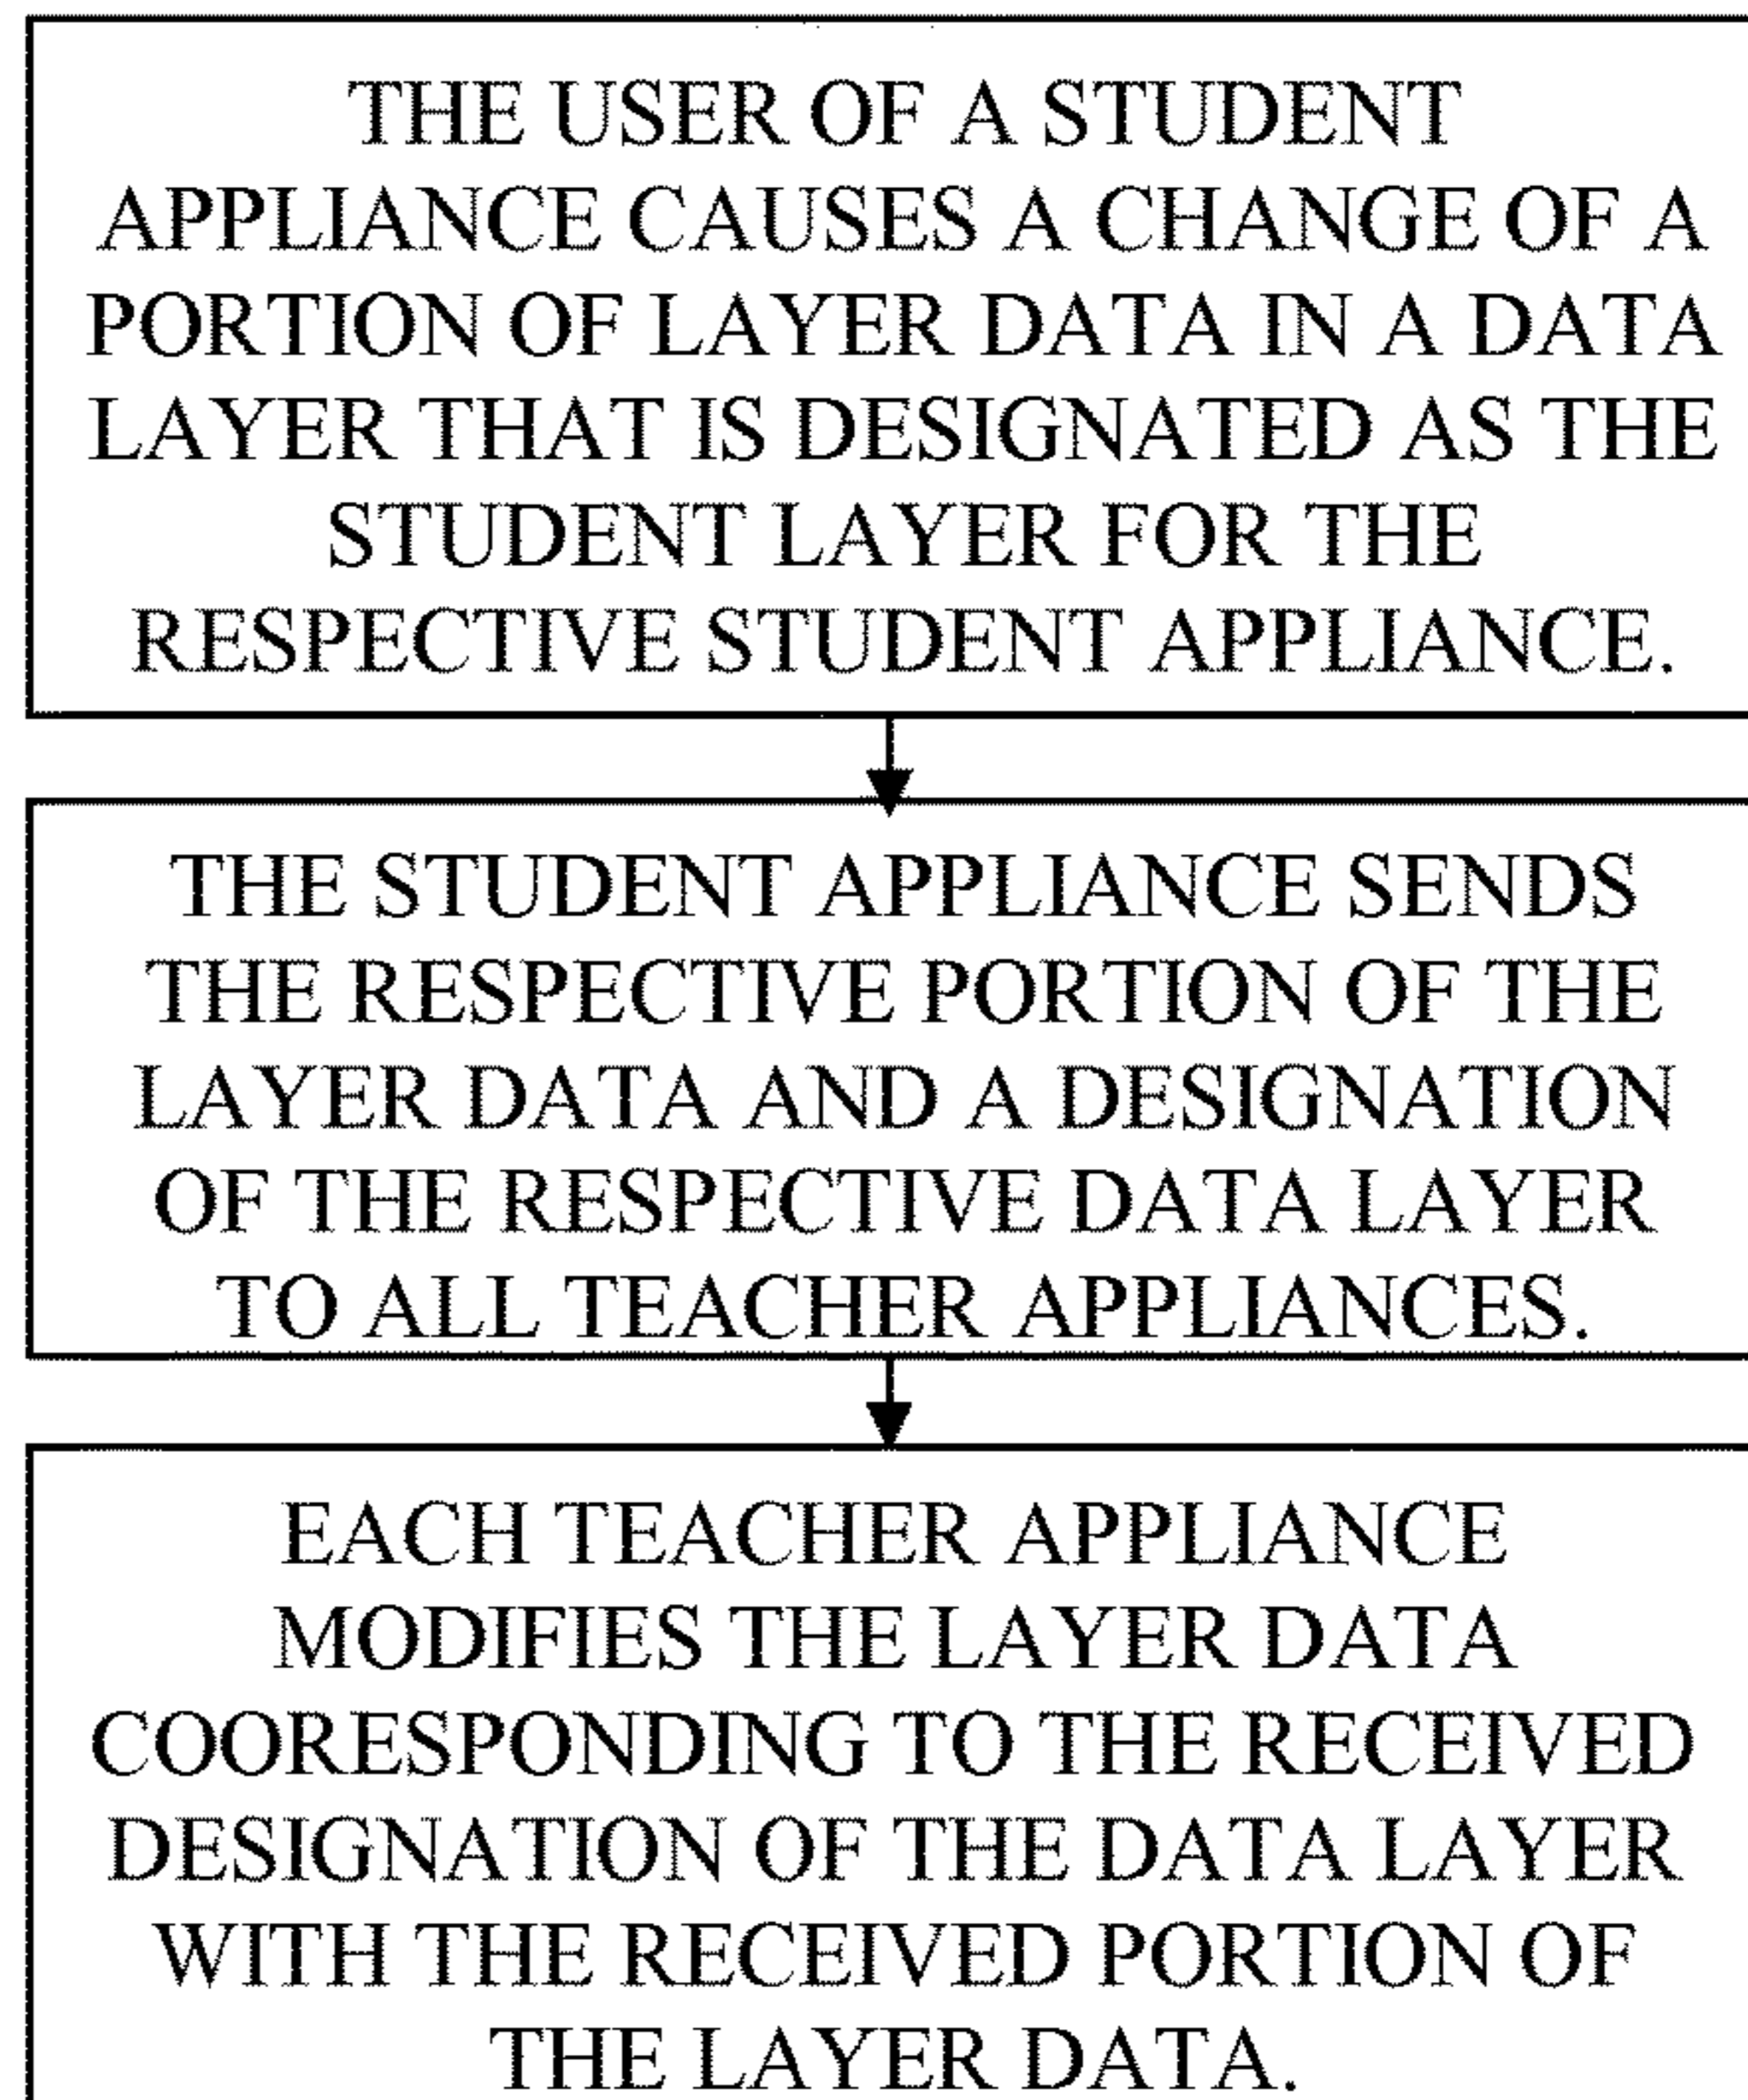 THE USER OF A STUDENT
APPLIANCE CAUSES A CHANGE OF A
PORTION OF LAYER DATA IN A DATA
LAYER THAT IS DESIGNATED AS THE
STUDENT LAYER FOR THE
RESPECTIVE STUDENT APPLIANCE.
THE STUDENT APPLIANCE SENDS
THE RESPECTIVE PORTION OF THE
LAYER DATA AND A DESIGNATION
OF THE RESPECTIVE DATA LAYER
TO ALL TEACHER APPLIANCES.
EACH TEACHER APPLIANCE
MODIFIES THE LAYER DATA
COORESPONDING TO THE RECEIVED
DESIGNATION OF THE DATA LAYER
WITH THE RECEIVED PORTION OF
THE LAYER DATA.